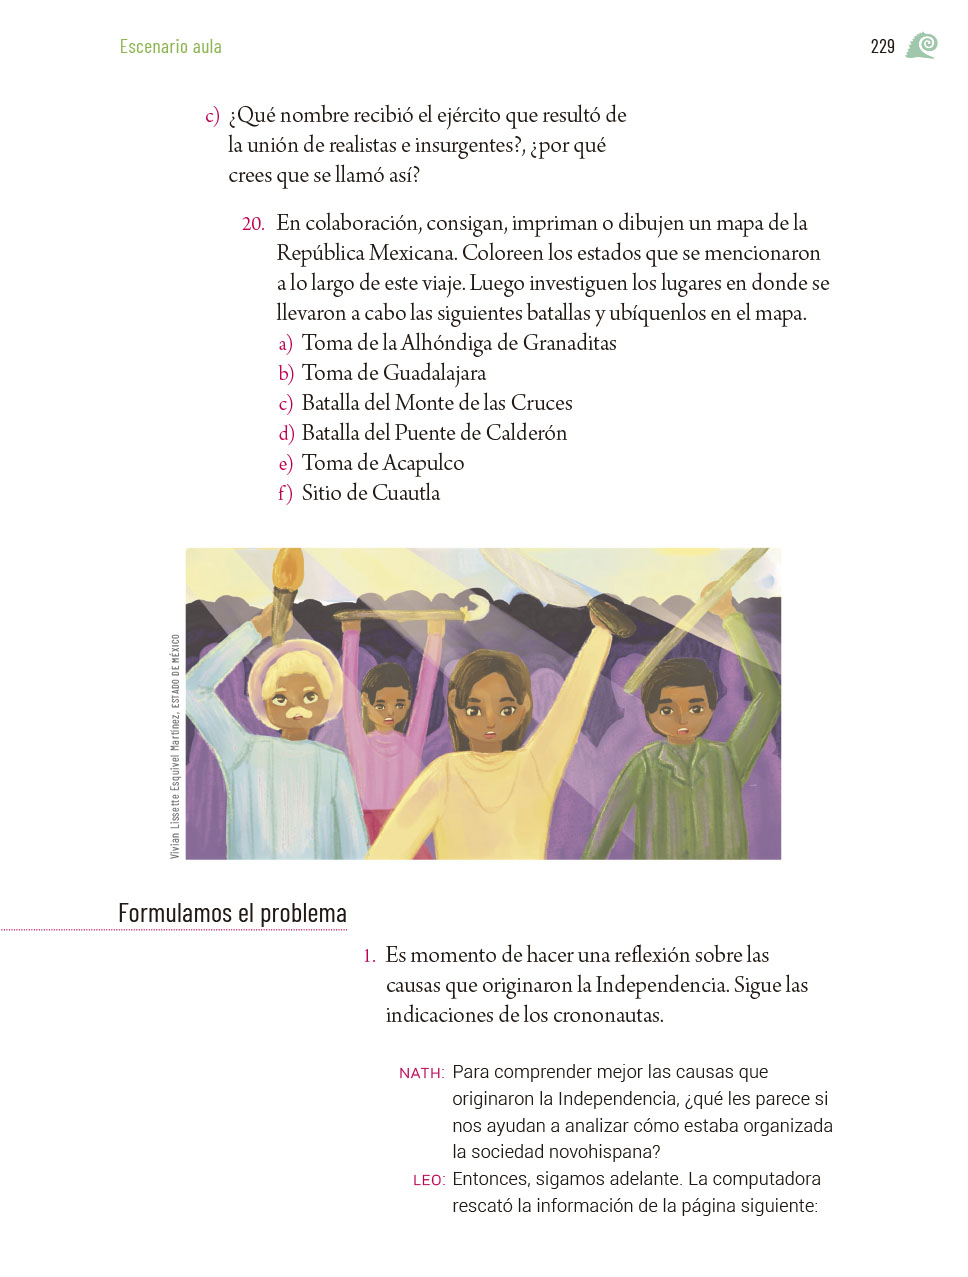 Escenario aula
229
c) ¿Qué nombre recibió el ejército que resultó de
la unión de realistas e insurgentes?, ¿por qué
crees que se llamó así?
20. En colaboración, consigan, impriman o dibujen un mapa de la
República Mexicana. Coloreen los estados que se mencionaron
a lo largo de este viaje. Luego investiguen los lugares en donde se
llevaron a cabo las siguientes batallas y ubíquenlos en el mapa.
a) Toma de la Alhóndiga de Granaditas
b) Toma de Guadalajara
c) Batalla del Monte de las Cruces
d) Batalla del Puente de Calderón
e) Toma de Acapulco
f) Sitio de Cuautla
Vivian Lissette Esquivel Martínez, ESTADO DE MÉXICO
Formulamos el problema
1. Es momento de hacer una reflexión sobre las
causas que originaron la Independencia. Sigue las
indicaciones de los crononautas.
NATH: Para comprender mejor las causas que
originaron la Independencia, ¿qué les parece si
nos ayudan a analizar cómo estaba organizada
la sociedad novohispana?
LEO: Entonces, sigamos adelante. La computadora
rescató la información de la página siguiente: